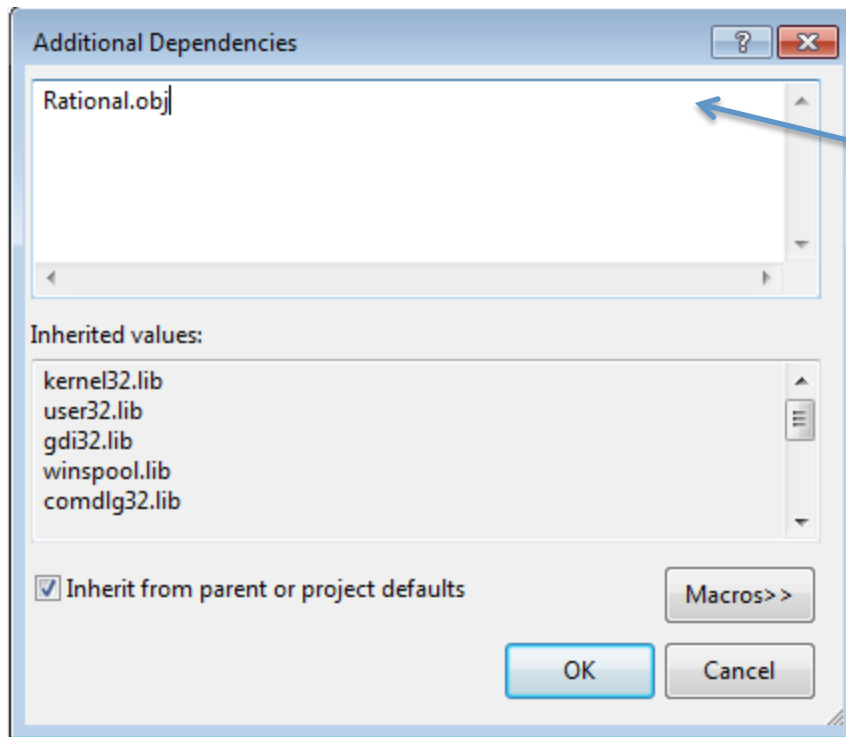 Additional Dependencies
Rational.obj
Inherited values:
kernel32.lib
user32.lib
gdi32.lib
winspool.lib
comdlg32.lib
Inherit from parent or project defaults
Macros>>
OK Cancel